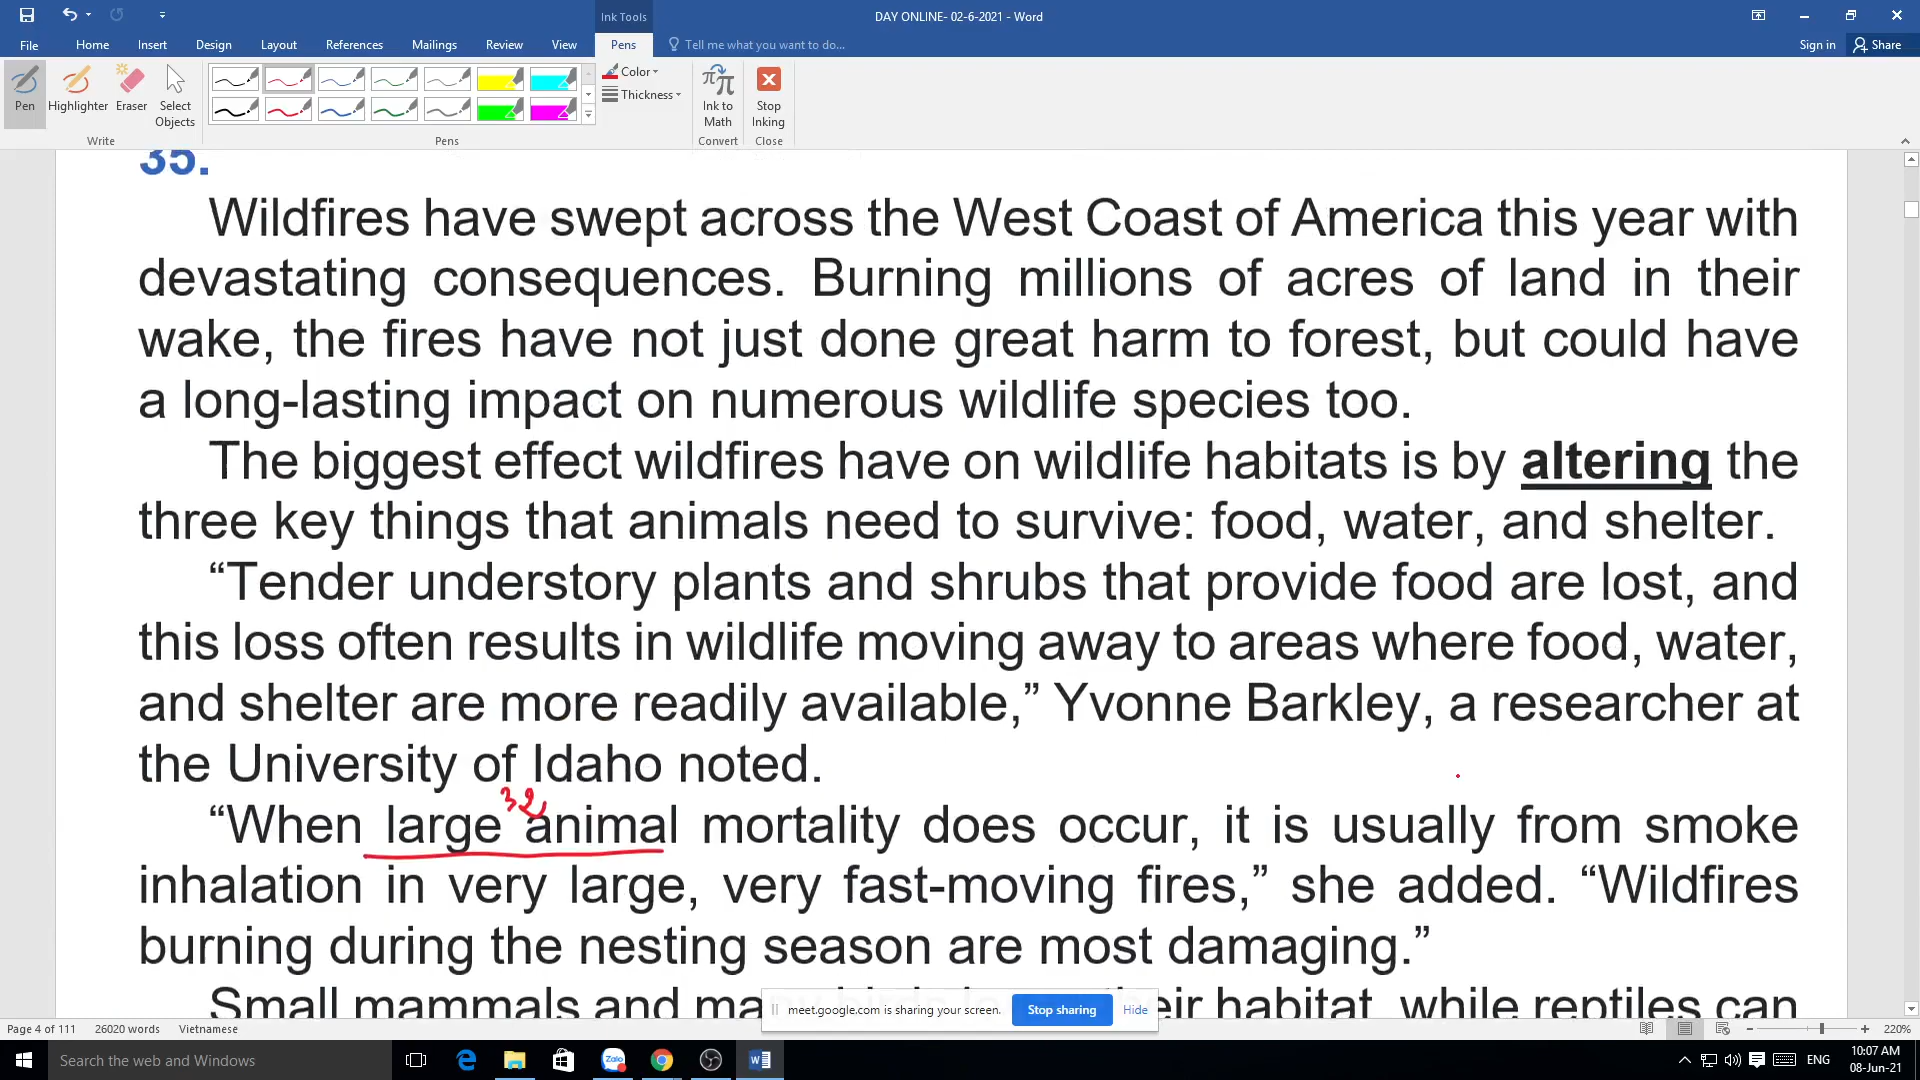 Ink Tools
DAY ONLINE- 02-6-2021 - Word
File Home Insert Design Layout References Mailings Review View Pens Tell me what you want to do... Sign in Share
Pen Highlighter Eraser Select Objects
Color
Thickness
Ink to Math
Stop Inking
Write Pens Convert Close
35.
Wildfires have swept across the West Coast of America this year with
devastating consequences. Burning millions of acres of land in their
wake, the fires have not just done great harm to forest, but could have
a long-lasting impact on numerous wildlife species too.
The biggest effect wildfires have on wildlife habitats is by altering the
three key things that animals need to survive: food, water, and shelter.
“Tender understory plants and shrubs that provide food are lost, and
this loss often results in wildlife moving away to areas where food, water,
and shelter are more readily available,” Yvonne Barkley, a researcher at
the University of Idaho noted.
32
“When large animal mortality does occur, it is usually from smoke
inhalation in very large, very fast-moving fires,” she added. “Wildfires
burning during the nesting season are most damaging.”
Small mammals and many birds their habitat, while reptiles can
meet.google.com is sharing your screen. Stop sharing Hide
Page 4 of 111 26020 words Vietnamese 220%
Search the web and Windows
Zalo
ENG
10:07 AM
08-Jun-21